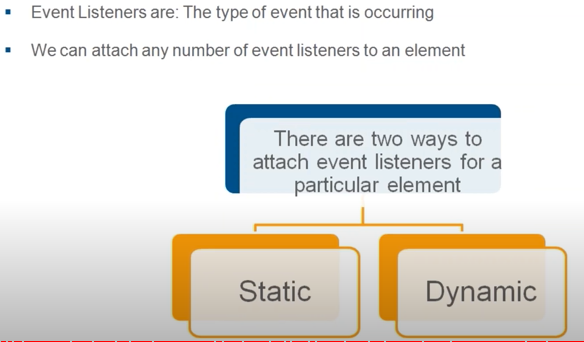 Event Listeners are: The type of event that is occurring
We can attach any number of event listeners to an element
There are two ways to
attach event listeners for a
particular element
Static
Dynamic